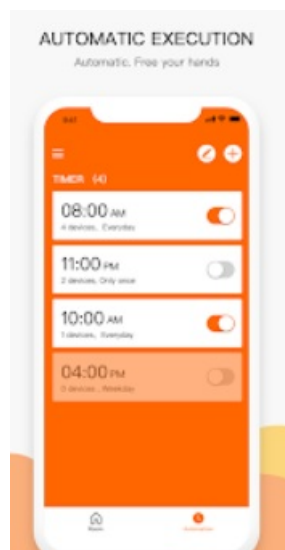 AUTOMATIC EXECUTION
Automatic, Free your hands
TIMER (4)
08:00 AM
4 devices, Everyday
11:00 PM
2 devices, Only once
10:00 AM
1 devices, Everyday
04:00 PM
0 devices, Weekday